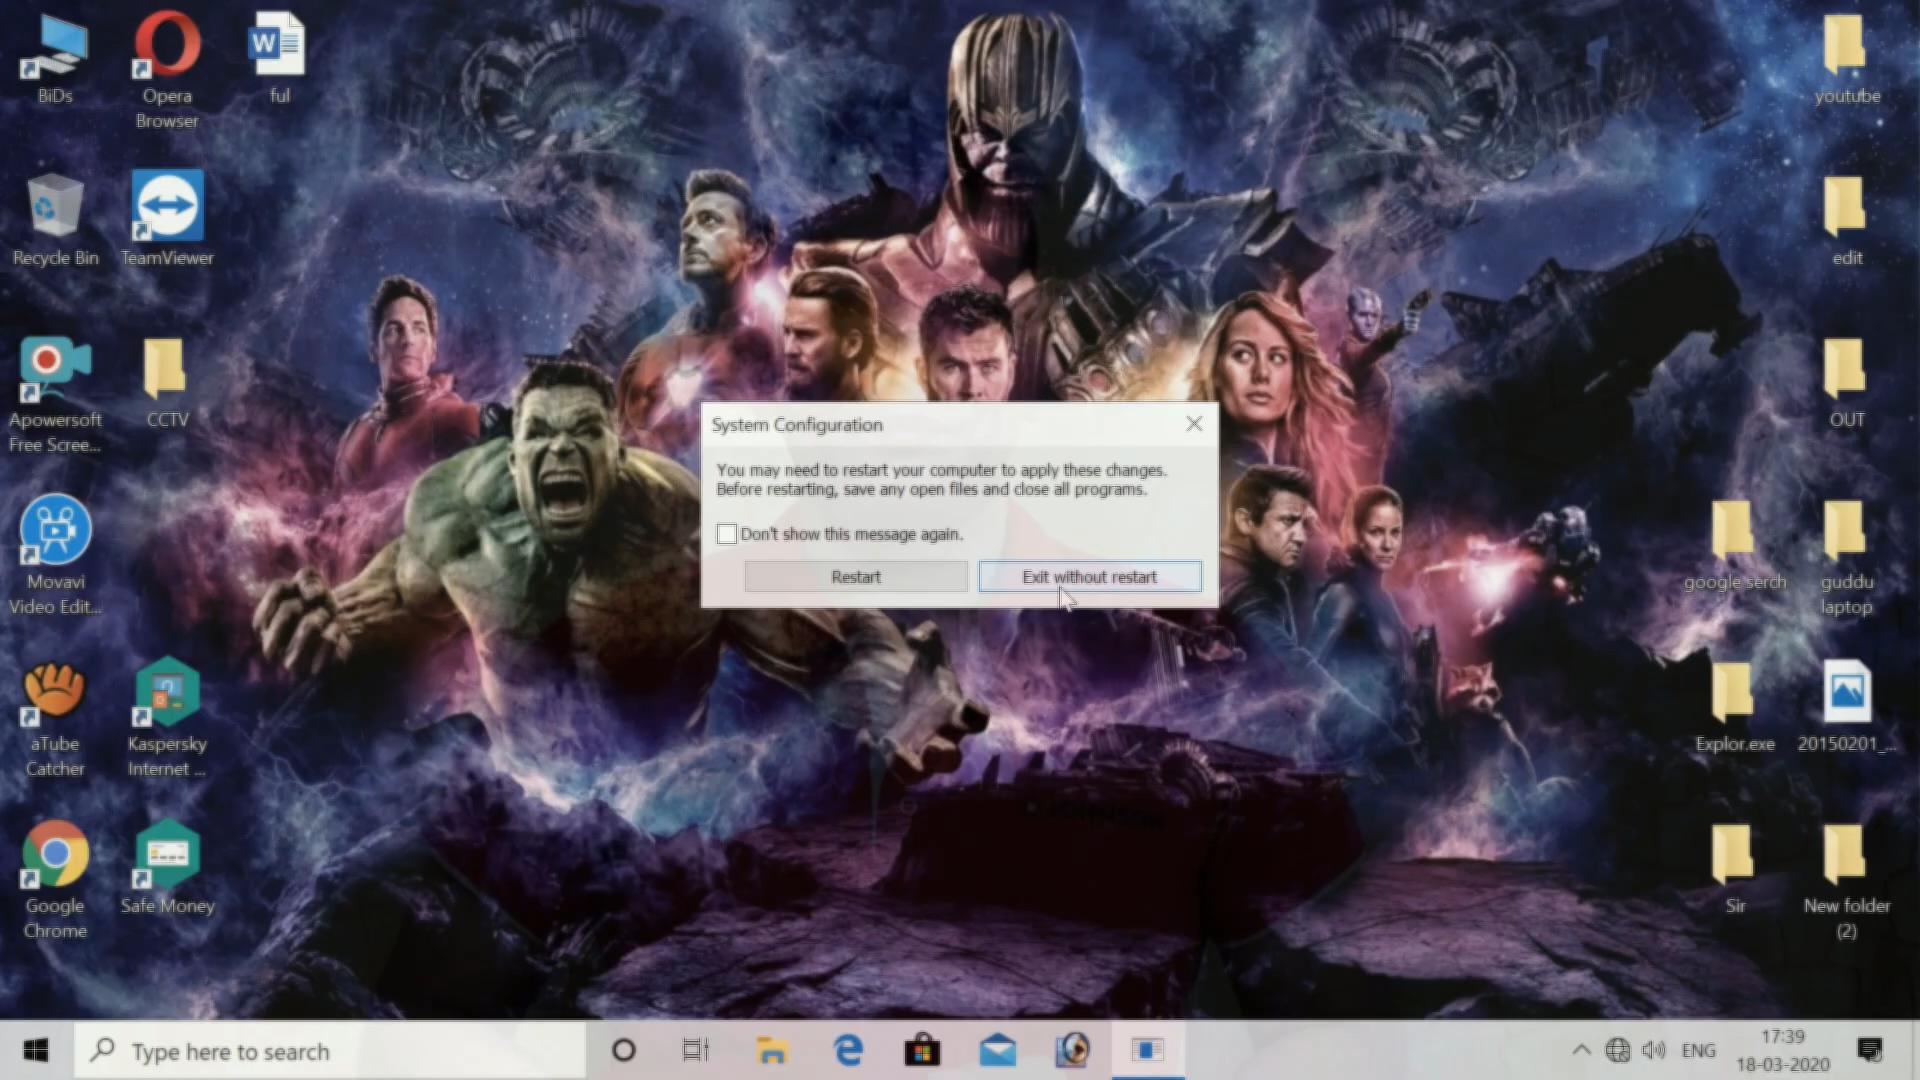 BiDs
Opera
Browser
W
ful
youtube
Recycle Bin
TeamViewer
edit
Apowersoft
Free Scree...
CCTV
OUT
System Configuration
You may need to restart your computer to apply these changes.
Before restarting, save any open files and close all programs.
Don't show this message again.
Restart
Exit without restart
Movavi
Video Edit...
google serch
guddu
laptop
aTube
Catcher
Kaspersky
Internet ...
Explor.exe
20150201_...
Google
Chrome
Safe Money
Sir
New folder
(2)
Type here to search
ENG
17:39
18-03-2020